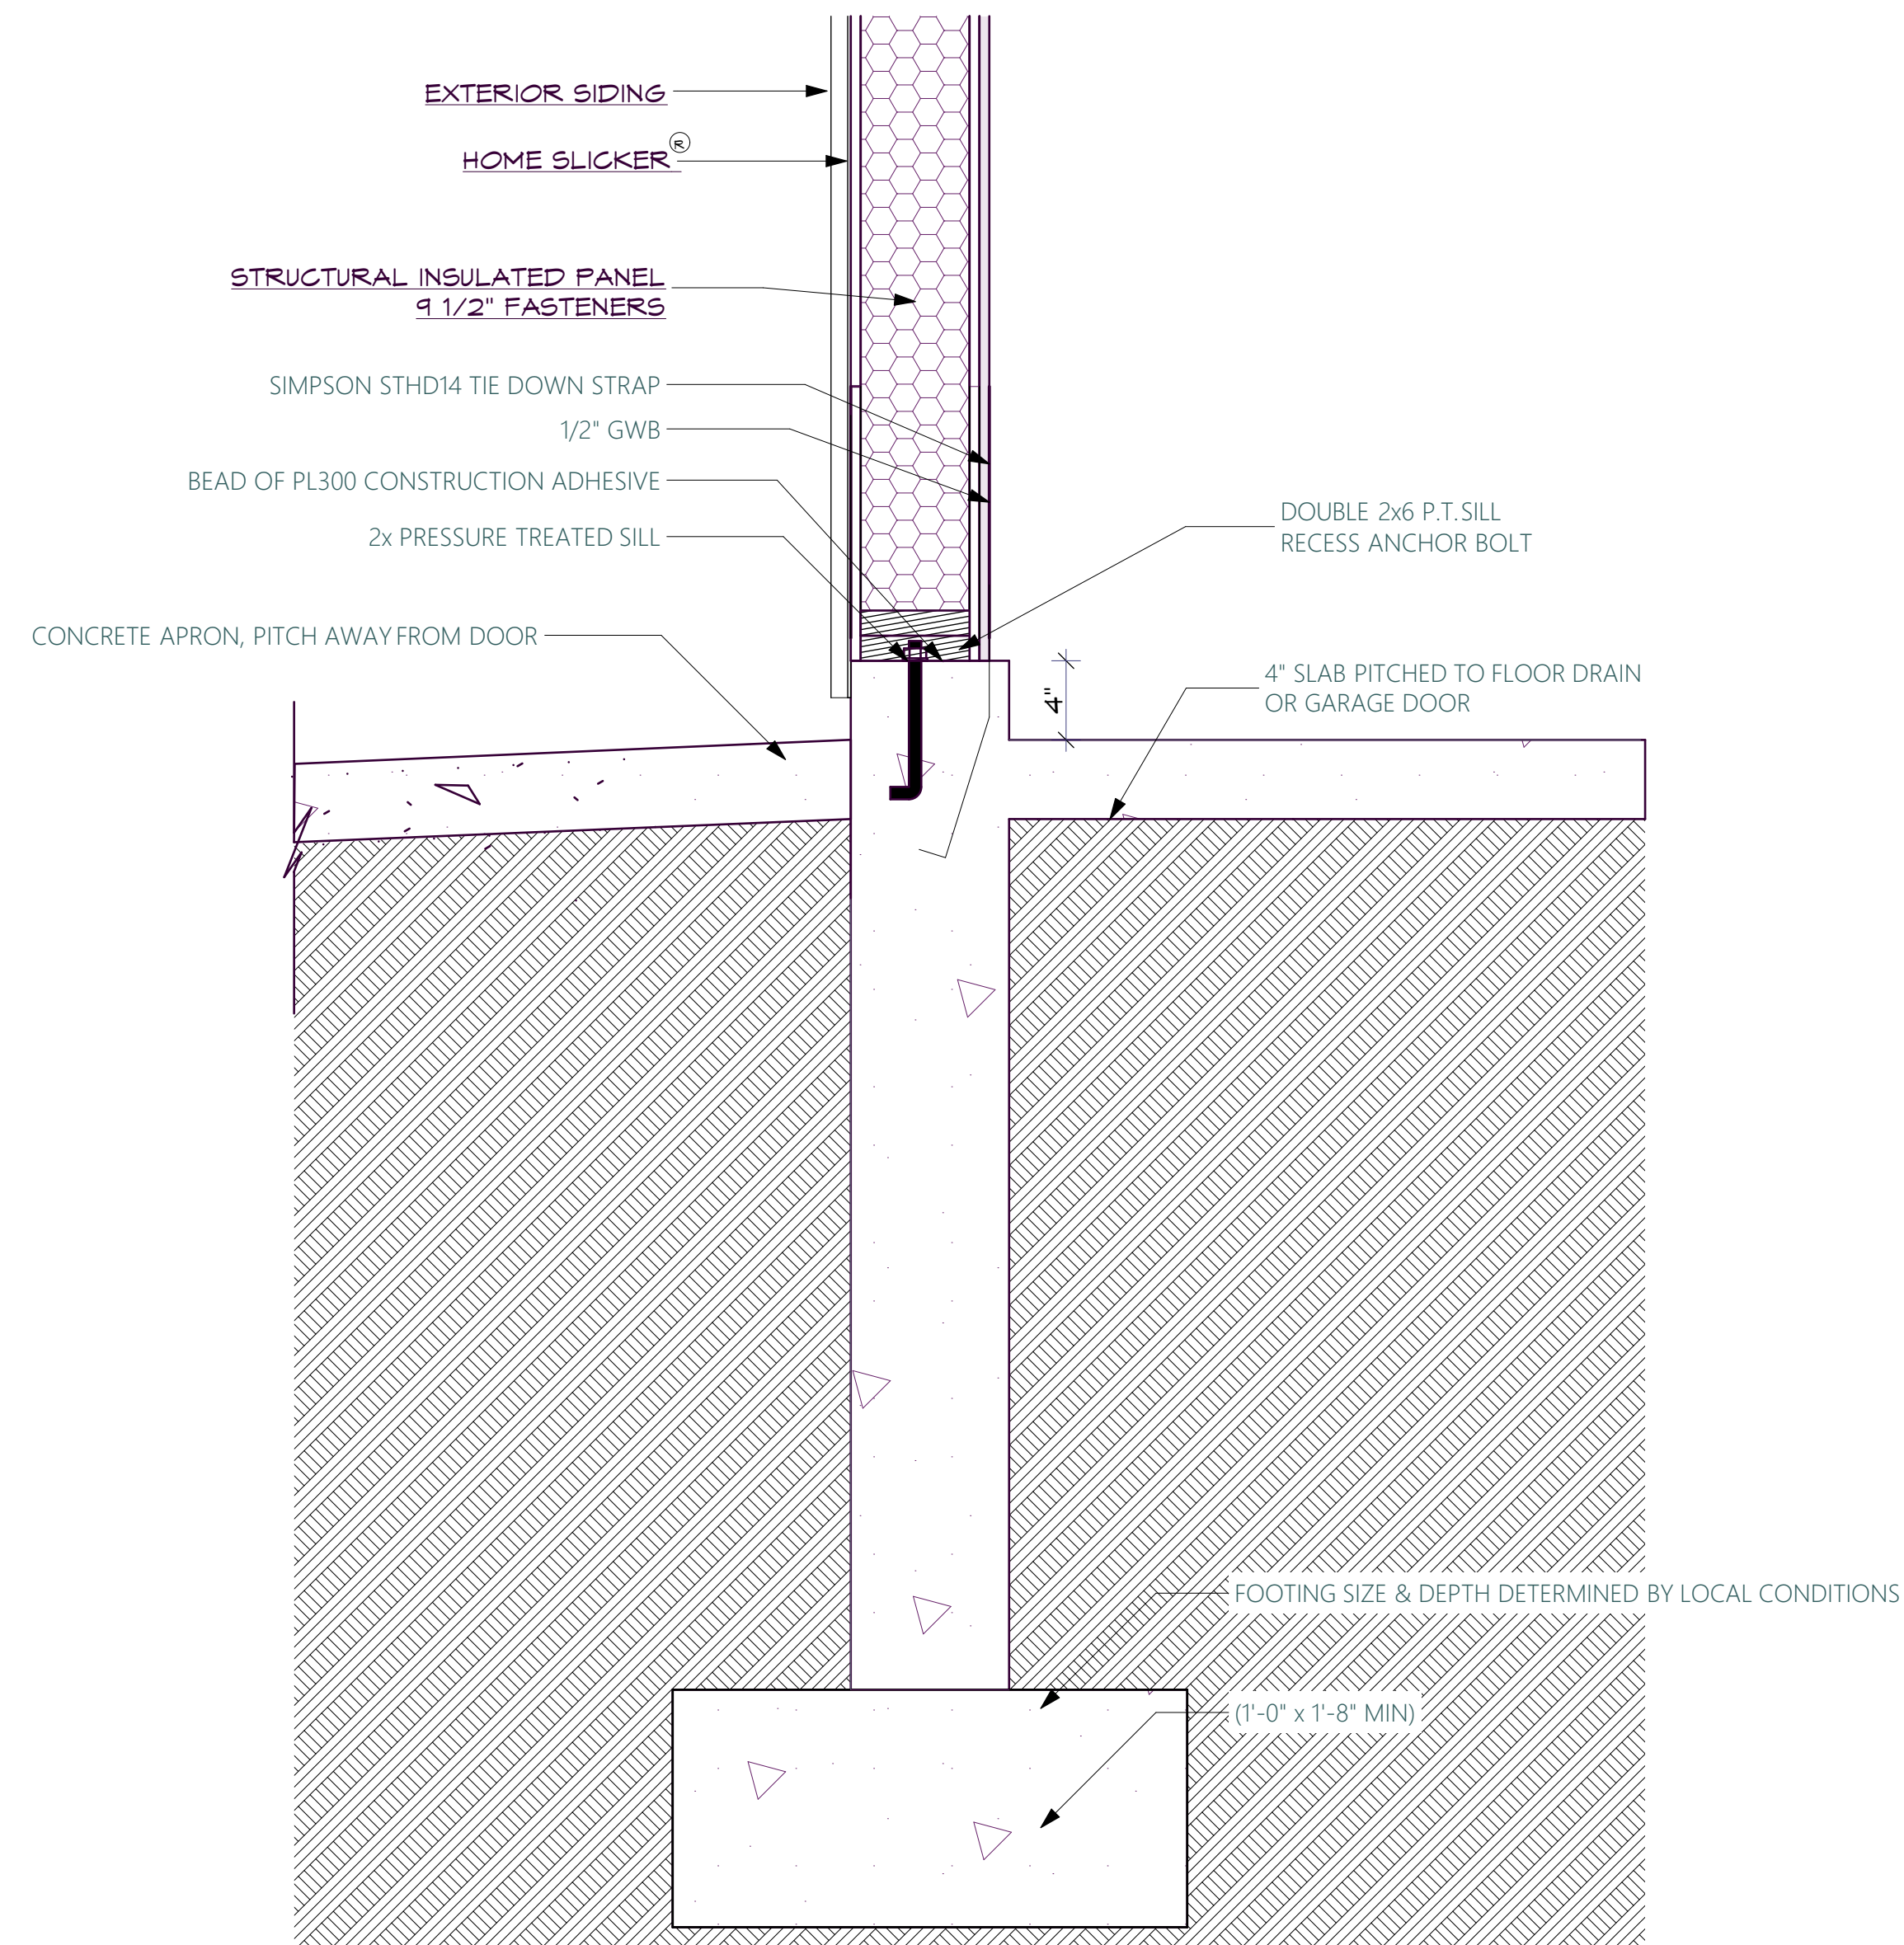 EXTERIOR SIDING
HOME SLICKER®
STRUCTURAL INSULATED PANEL
9 1/2" FASTENERS
SIMPSON STHD14 TIE DOWN STRAP
1/2" GWB
BEAD OF PL300 CONSTRUCTION ADHESIVE
2x PRESSURE TREATED SILL
DOUBLE 2x6 P.T.SILL
RECESS ANCHOR BOLT
CONCRETE APRON, PITCH AWAY FROM DOOR
4"
4" SLAB PITCHED TO FLOOR DRAIN
OR GARAGE DOOR
FOOTING SIZE & DEPTH DETERMINED BY LOCAL CONDITIONS
(1'-0" x 1'-8" MIN)